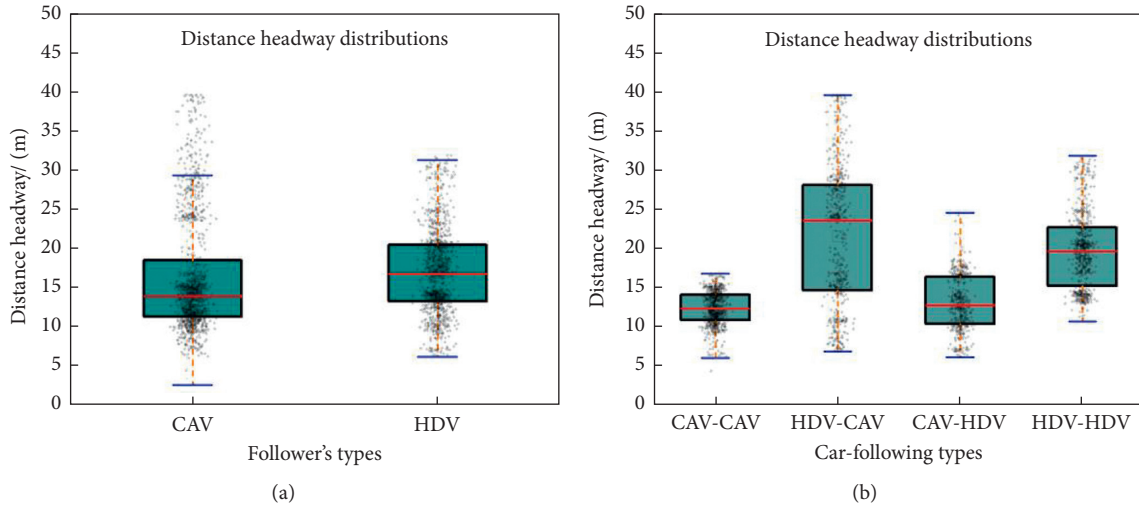 Distance headway distributions
Distance headway/ (m)
50
45
40
35
30
25
20
15
10
5
0
CAV HDV
Follower's types
(a)
Distance headway distributions
Distance headway/ (m)
50
45
40
35
30
25
20
15
10
5
0
CAV-CAV HDV-CAV CAV-HDV HDV-HDV
Car-following types
(b)